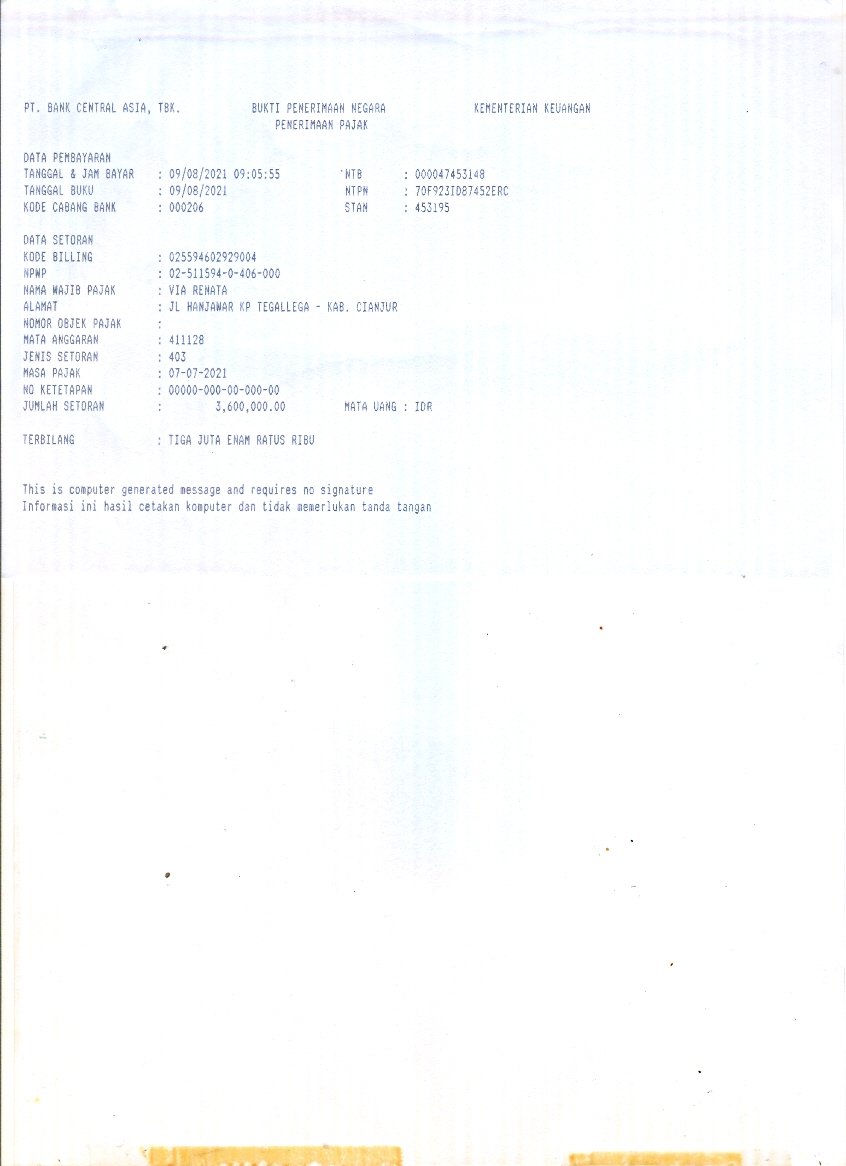 PT. BANK CENTRAL ASIA, TBK. BUKTI PENERIMAAN NEGARA KEMENTERIAN KEUANGAN
PENERIMAAN PAJAK
DATA PEMBAYARAN
TANGGAL & JAM BAYAR : 09/08/2021 09:05:55 NTB : 000047453148
TANGGAL BUKU : 09/08/2021 NTPN : 70F923ID87452ERC
KODE CABANG BANK : 000206 STAN : 453195
DATA SETORAN
KODE BILLING : 025594602929004
NPWP : 02-511594-0-406-000
NAMA WAJIB PAJAK : VIA RENATA
ALAMAT : JL HANJAWAR KP TEGALLEGA - KAB. CIANJUR
NOMOR OBJEK PAJAK :
MATA ANGGARAN : 411128
JENIS SETORAN : 403
MASA PAJAK : 07-07-2021
NO KETETAPAN : 00000-000-00-000-00
JUMLAH SETORAN : 3,600,000.00 MATA UANG : IDR
TERBILANG : TIGA JUTA ENAM RATUS RIBU
This is computer generated message and requires no signature
Informasi ini hasil cetakan komputer dan tidak memerlukan tanda tangan